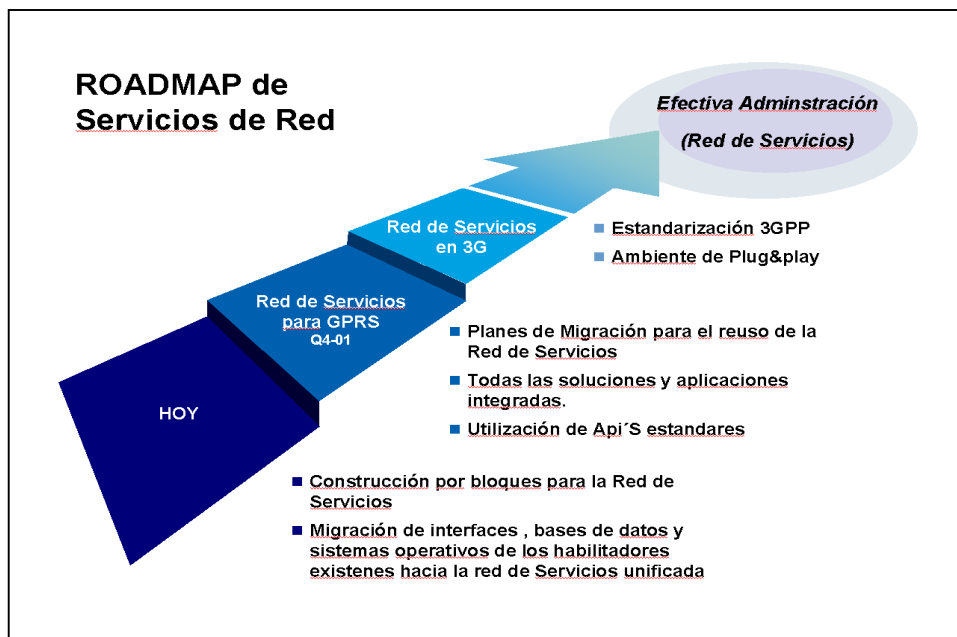 ROADMAP de
Servicios de Red
Efectiva Adminstración
(Red de Servicios)
Red de Servicios
en 3G
Estandarización 3GPP
Ambiente de Plug&play
Red de Servicios
para GPRS
Q4-01
Planes de Migración para el reuso de la
Red de Servicios
Todas las soluciones y aplicaciones
integradas.
Utilización de Api´S estandares
HOY
Construcción por bloques para la Red de
Servicios
Migración de interfaces , bases de datos y
sistemas operativos de los habilitadores
existenes hacia la red de Servicios unificada